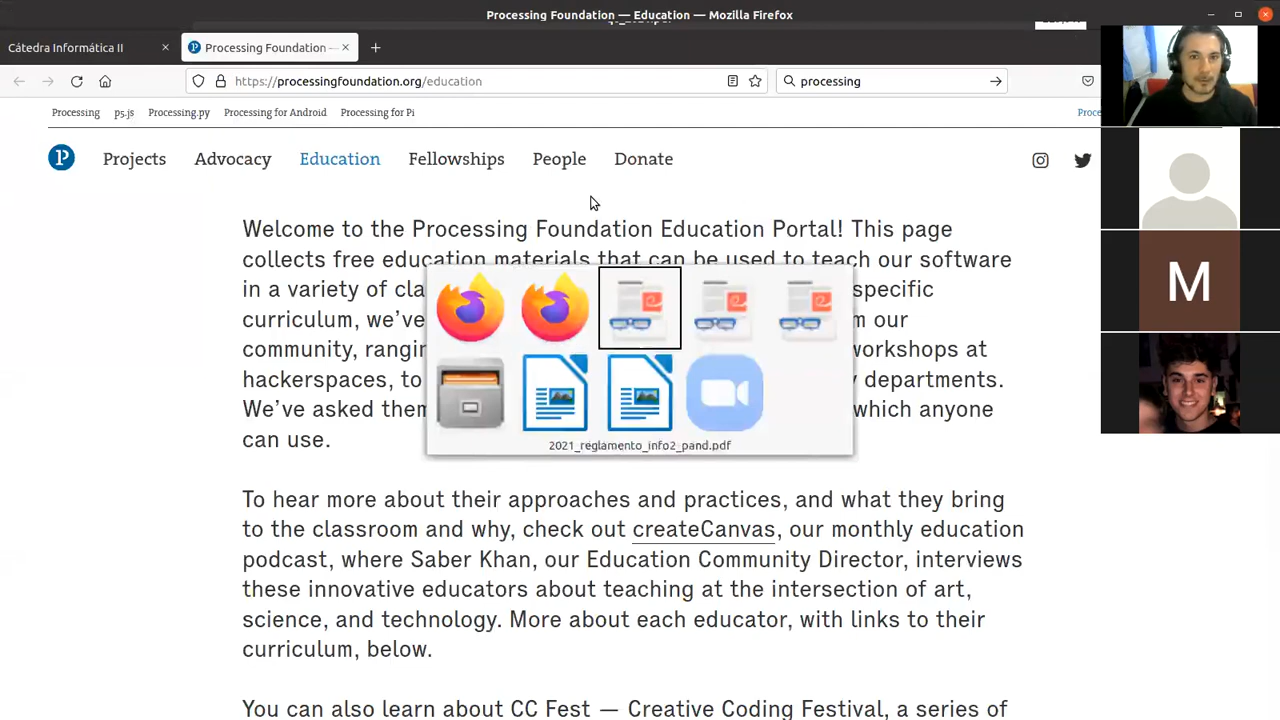 Processing Foundation — Education — Mozilla Firefox
Cátedra Informática II
Processing Foundation —
https://processingfoundation.org/education
processing
Processing p5.js Processing.py Processing for Android Processing for Pi
Proce
Projects Advocacy Education Fellowships People Donate
Welcome to the Processing Foundation Education Portal! This page
collects free education materials that can be used to teach our software
in a variety of cla specific
curriculum, we’ve m our
community, ranging workshops at
hackerspaces, to y departments.
We’ve asked them which anyone
can use.
2021_reglamento_info2_pand.pdf
To hear more about their approaches and practices, and what they bring
to the classroom and why, check out createCanvas, our monthly education
podcast, where Saber Khan, our Education Community Director, interviews
these innovative educators about teaching at the intersection of art,
science, and technology. More about each educator, with links to their
curriculum, below.
You can also learn about CC Fest — Creative Coding Festival, a series of
M